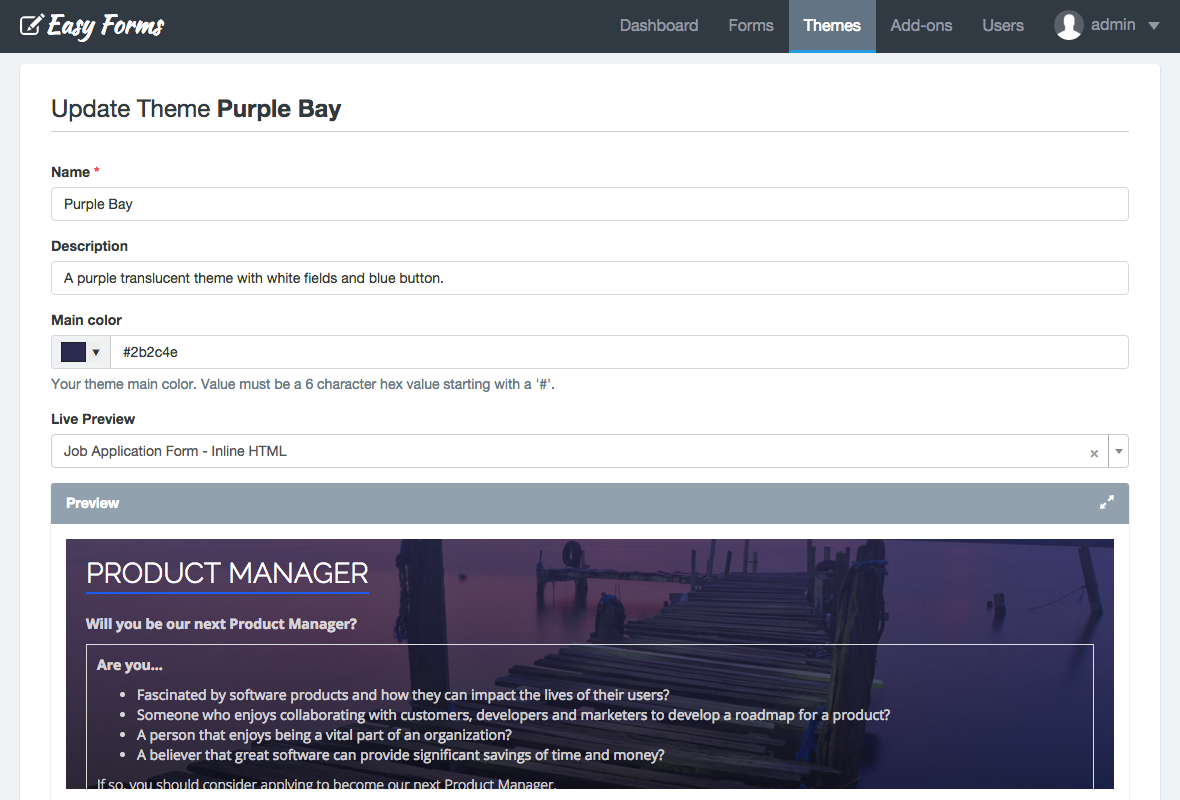 Easy Forms
Dashboard Forms Themes Add-ons Users admin
Update Theme Purple Bay
Name *
Purple Bay
Description
A purple translucent theme with white fields and blue button.
Main color
#2b2c4e
Your theme main color. Value must be a 6 character hex value starting with a '#'.
Live Preview
Job Application Form - Inline HTML
Preview
PRODUCT MANAGER
Will you be our next Product Manager?
Are you...
• Fascinated by software products and how they can impact the lives of their users?
• Someone who enjoys collaborating with customers, developers and marketers to develop a roadmap for a product?
• A person that enjoys being a vital part of an organization?
• A believer that great software can provide significant savings of time and money?
If so, you should consider applying to become our next Product Manager.